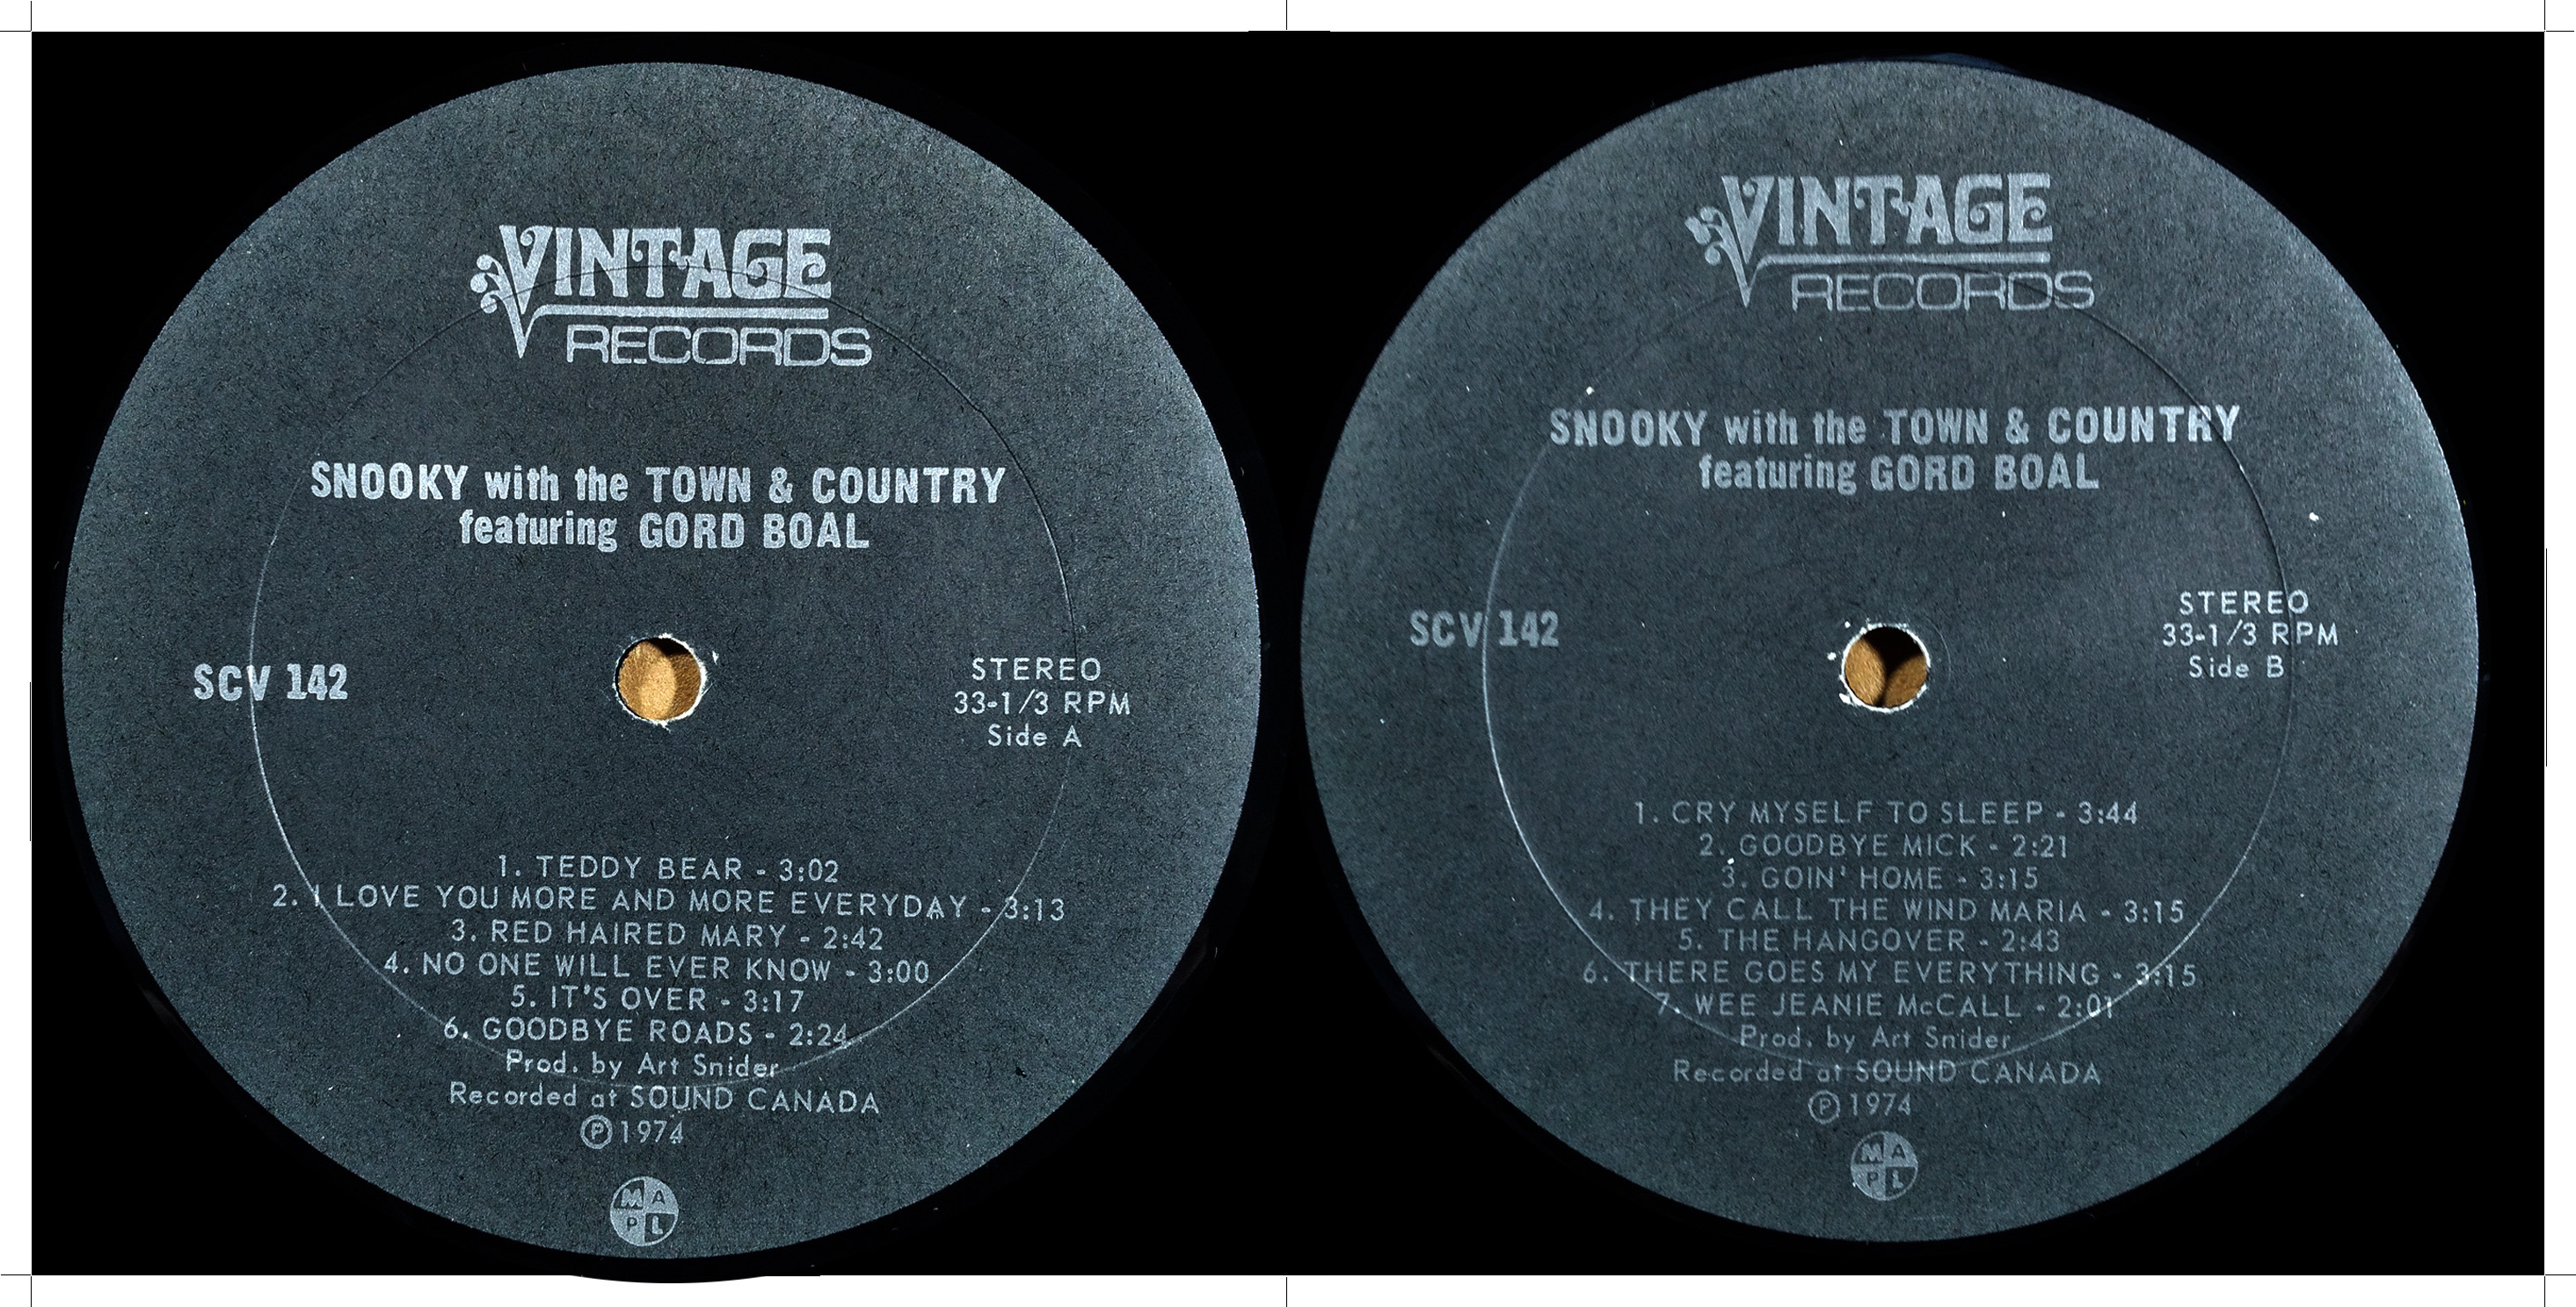 VINTAGE
RECORDS
SNOOKY with the TOWN & COUNTRY
featuring GORD BOAL
SCV 142
STEREO
33-1/3 RPM
Side A
1. TEDDY BEAR - 3:02
2. I LOVE YOU MORE AND MORE EVERYDAY - 3:13
3. RED HAIRED MARY - 2:42
4. NO ONE WILL EVER KNOW - 3:00
5. IT'S OVER - 3:17
6. GOODBYE ROADS - 2:24
Prod. by Art Snider
Recorded at SOUND CANADA
Ⓟ 1974
M A
P L
VINTAGE
RECORDS
SNOOKY with the TOWN & COUNTRY
featuring GORD BOAL
SCV 142
STEREO
33-1/3 RPM
Side B
1. CRY MYSELF TO SLEEP - 3:44
2. GOODBYE MICK - 2:21
3. GOIN' HOME - 3:15
4. THEY CALL THE WIND MARIA - 3:15
5. THE HANGOVER - 2:43
6. THERE GOES MY EVERYTHING - 3:15
7. WEE JEANIE McCALL - 2:01
Prod. by Art Snider
Recorded at SOUND CANADA
Ⓟ 1974
M A
P L